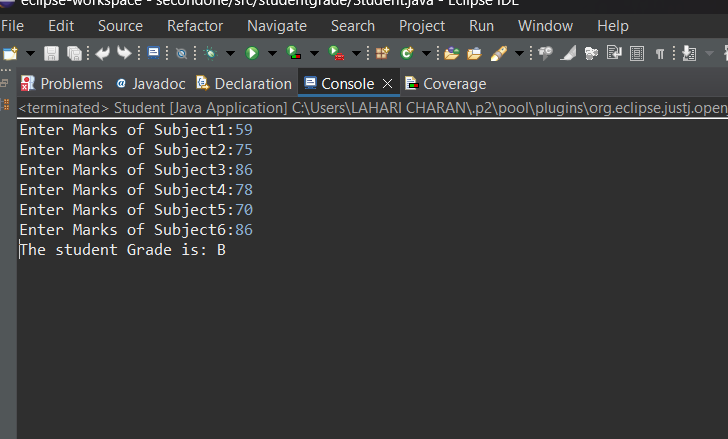 eclipse-workspace - secondone/src/studentgrade/Student.java - Eclipse IDE
File Edit Source Refactor Navigate Search Project Run Window Help
Problems @ Javadoc Declaration Console × Coverage
<terminated> Student [Java Application] C:\Users\LAHARI CHARAN\.p2\pool\plugins\org.eclipse.justj.open
Enter Marks of Subject1:59
Enter Marks of Subject2:75
Enter Marks of Subject3:86
Enter Marks of Subject4:78
Enter Marks of Subject5:70
Enter Marks of Subject6:86
The student Grade is: B